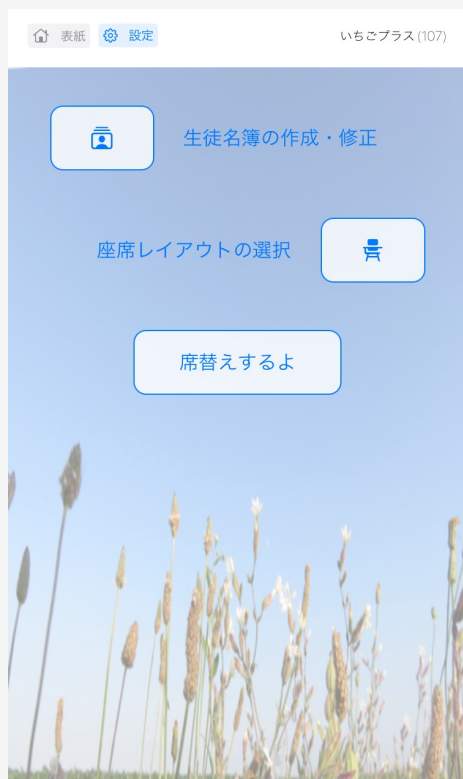 表紙 設定 いちごプラス(107)
生徒名簿の作成・修正
座席レイアウトの選択
席替えするよ